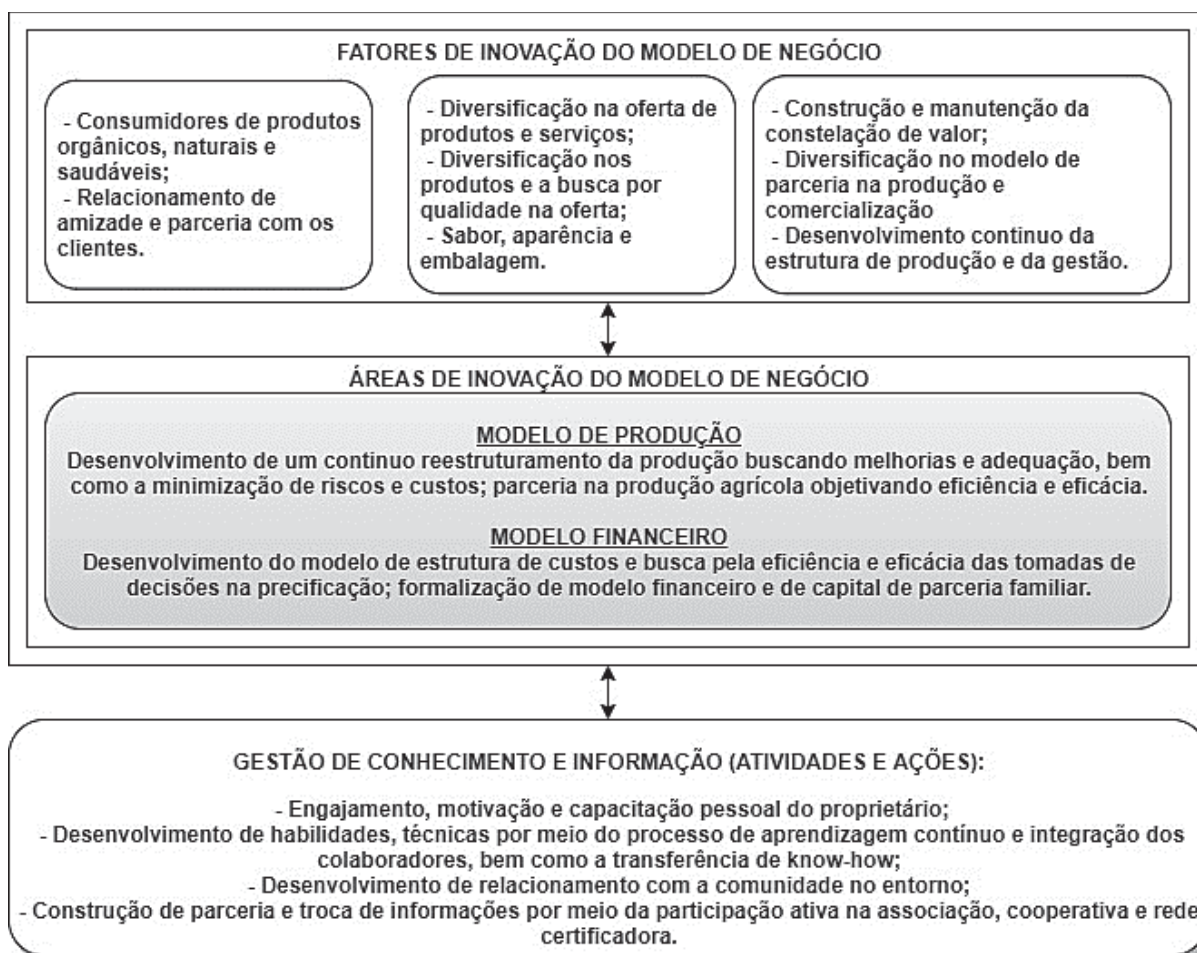 FATORES DE INOVAÇÃO DO MODELO DE NEGÓCIO
- Consumidores de produtos
orgânicos, naturais e
saudáveis;
- Relacionamento de
amizade e parceria com os
clientes.
- Diversificação na oferta de
produtos e serviços;
- Diversificação nos
produtos e a busca por
qualidade na oferta;
- Sabor, aparência e
embalagem.
- Construção e manutenção da
constelação de valor;
- Diversificação no modelo de
parceria na produção e
comercialização
- Desenvolvimento continuo da
estrutura de produção e da gestão.
ÁREAS DE INOVAÇÃO DO MODELO DE NEGÓCIO
MODELO DE PRODUÇÃO
Desenvolvimento de um continuo reestruturamento da produção buscando melhorias e adequação, bem
como a minimização de riscos e custos; parceria na produção agrícola objetivando eficiência e eficácia.
MODELO FINANCEIRO
Desenvolvimento do modelo de estrutura de custos e busca pela eficiência e eficácia das tomadas de
decisões na precificação; formalização de modelo financeiro e de capital de parceria familiar.
GESTÃO DE CONHECIMENTO E INFORMAÇÃO (ATIVIDADES E AÇÕES):
- Engajamento, motivação e capacitação pessoal do proprietário;
- Desenvolvimento de habilidades, técnicas por meio do processo de aprendizagem contínuo e integração dos
colaboradores, bem como a transferência de know-how;
- Desenvolvimento de relacionamento com a comunidade no entorno;
- Construção de parceria e troca de informações por meio da participação ativa na associação, cooperativa e rede
certificadora.